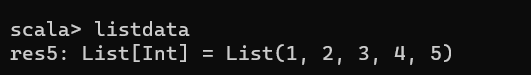 scala> listdata
res5: List[Int] = List(1, 2, 3, 4, 5)